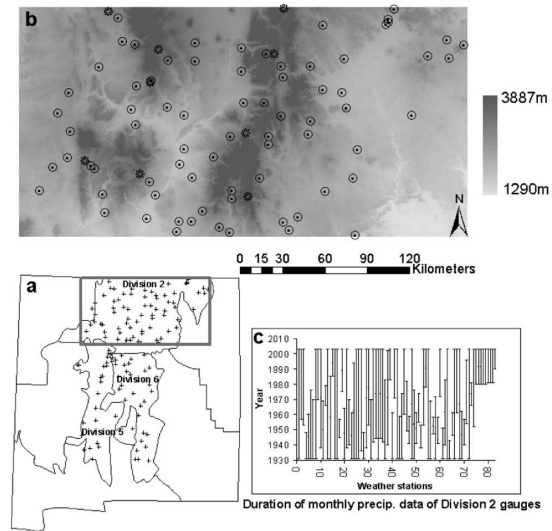 b
3887m
1290m
N
0 15 30 60 90 120
Kilometers
a
Division 2
Division 6
Division 5
c
2010
2000
1990
1980
1970
1960
1950
1940
1930
Year
0 10 20 30 40 50 60 70 80
Weather stations
Duration of monthly precip. data of Division 2 gauges